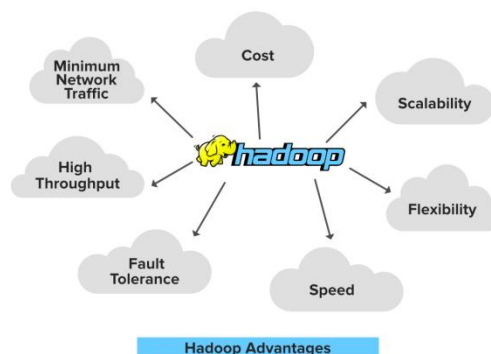 Cost
Minimum
Network
Traffic
Scalability
hadoop
High
Throughput
Flexibility
Fault
Tolerance
Speed
Hadoop Advantages